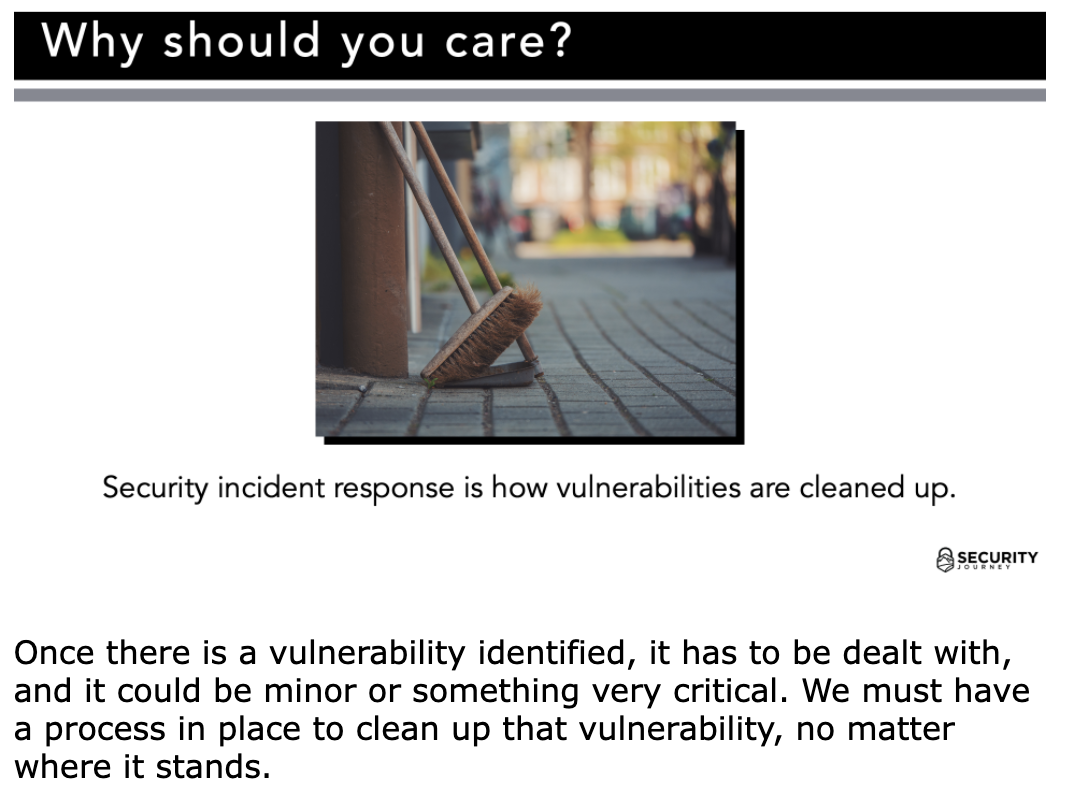 Why should you care?
Security incident response is how vulnerabilities are cleaned up.
SECURITY
JOURNEY
Once there is a vulnerability identified, it has to be dealt with,
and it could be minor or something very critical. We must have
a process in place to clean up that vulnerability, no matter
where it stands.